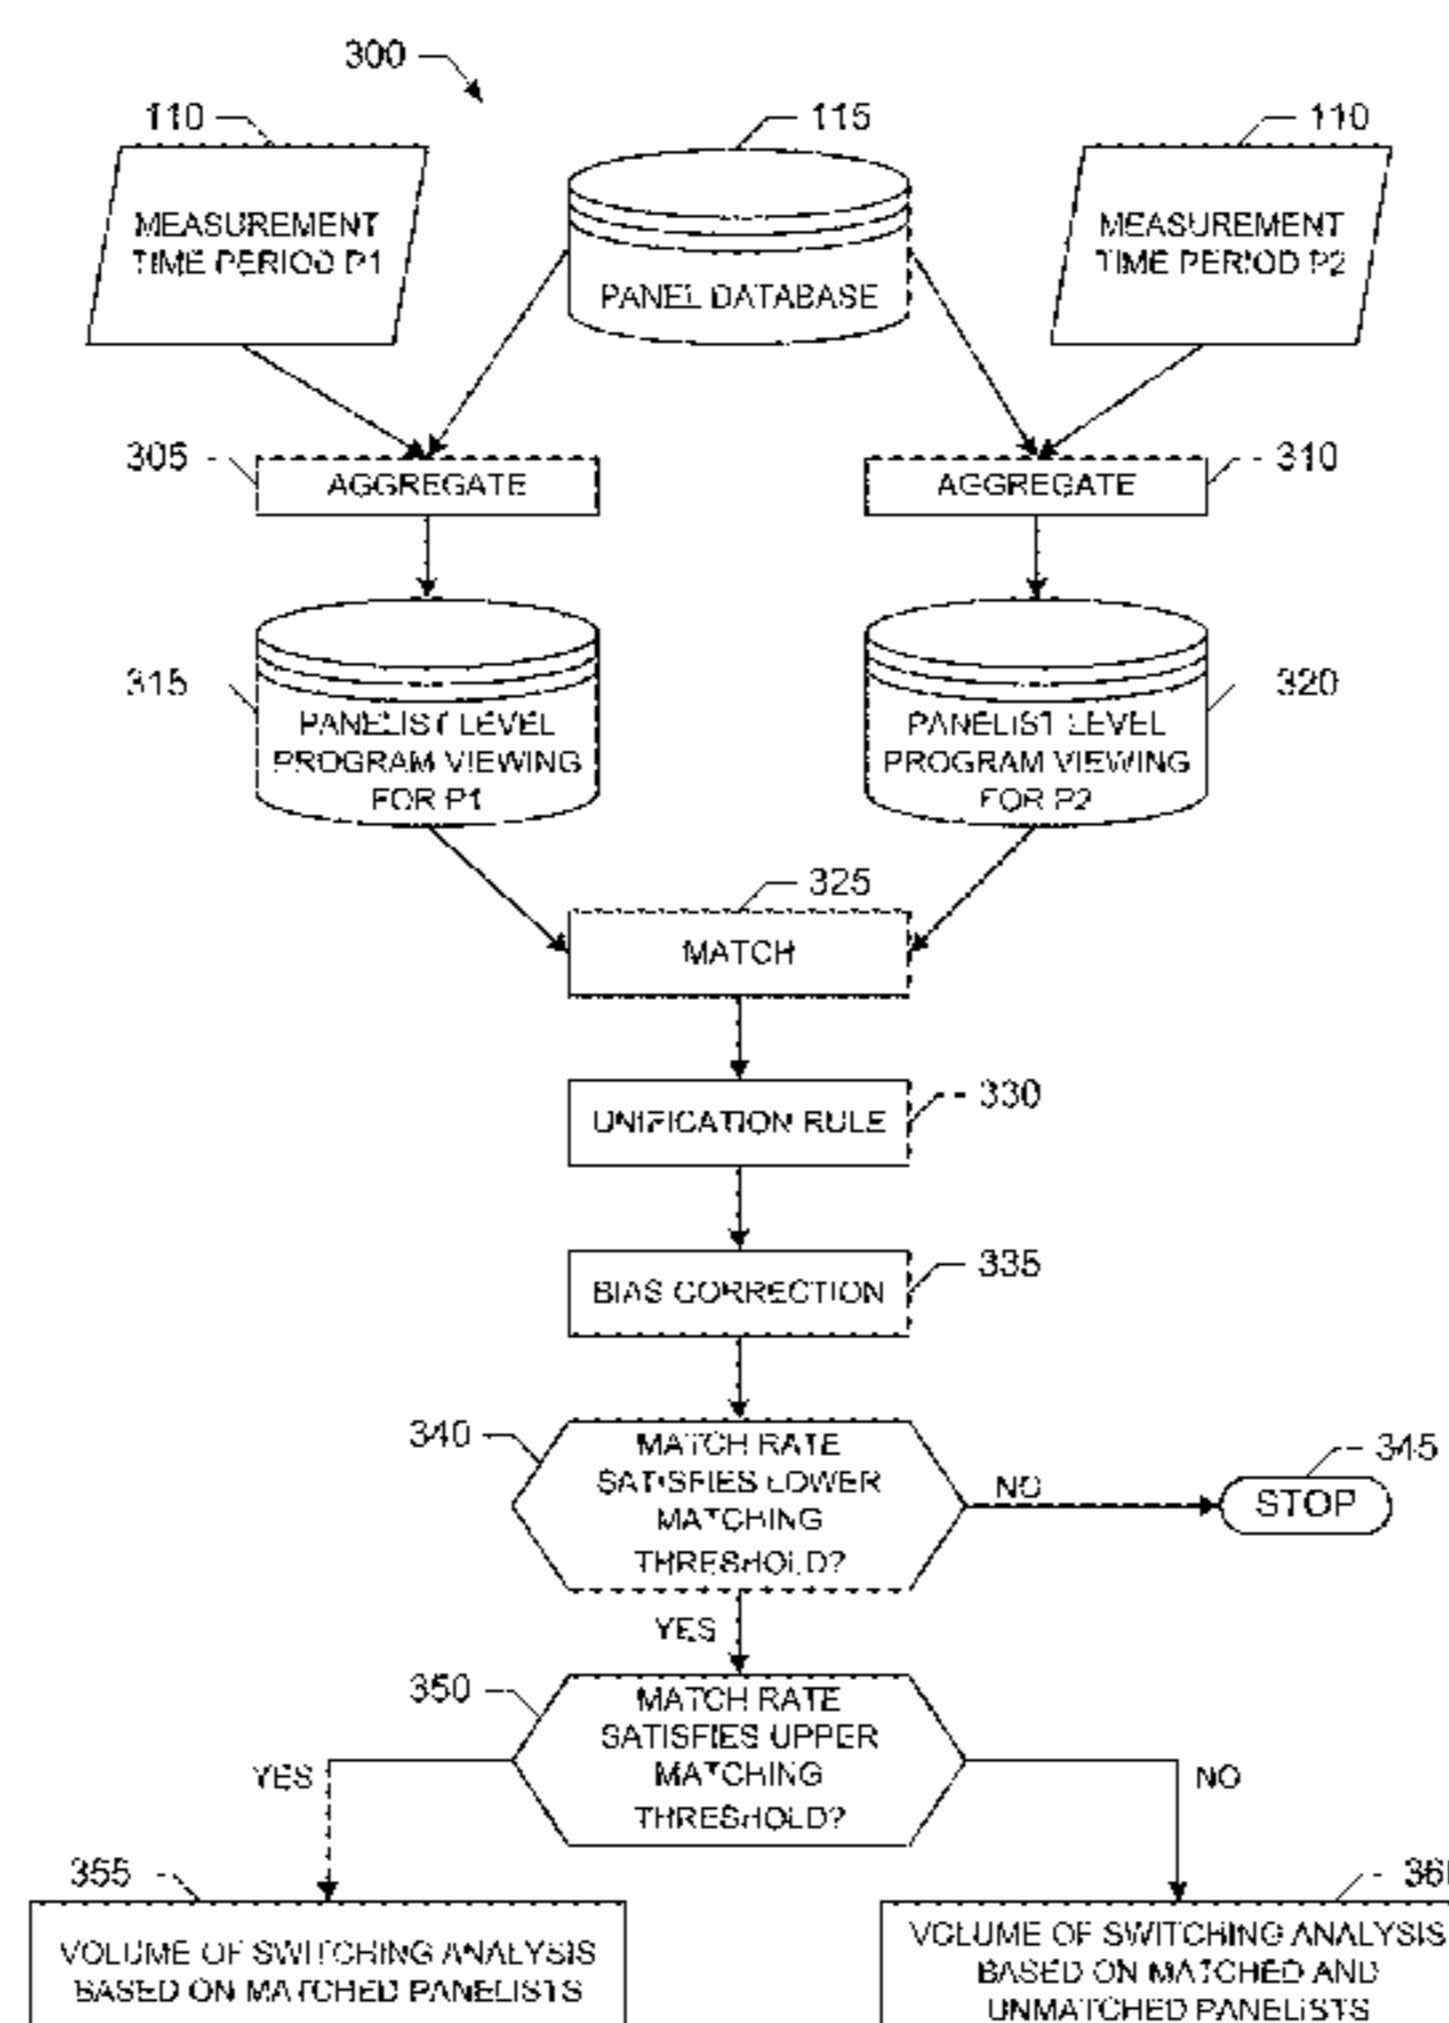 300
110
115
110
MEASUREMENT
TIME PERIOD P1
PANEL DATABASE
MEASUREMENT
TIME PERIOD P2
305
AGGREGATE
AGGREGATE
310
315
PANELIST LEVEL
PROGRAM VIEWING
FOR P1
PANELIST LEVEL
PROGRAM VIEWING
FOR P2
320
325
MATCH
UNIFICATION RULE
330
BIAS CORRECTION
335
340
MATCH RATE
SATISFIES LOWER
MATCHING
THRESHOLD?
NO
345
STOP
YES
350
MATCH RATE
SATISFIES UPPER
MATCHING
THRESHOLD?
YES
NO
355
VOLUME OF SWITCHING ANALYSIS
BASED ON MATCHED PANELISTS
VOLUME OF SWITCHING ANALYSIS
BASED ON MATCHED AND
UNMATCHED PANELISTS